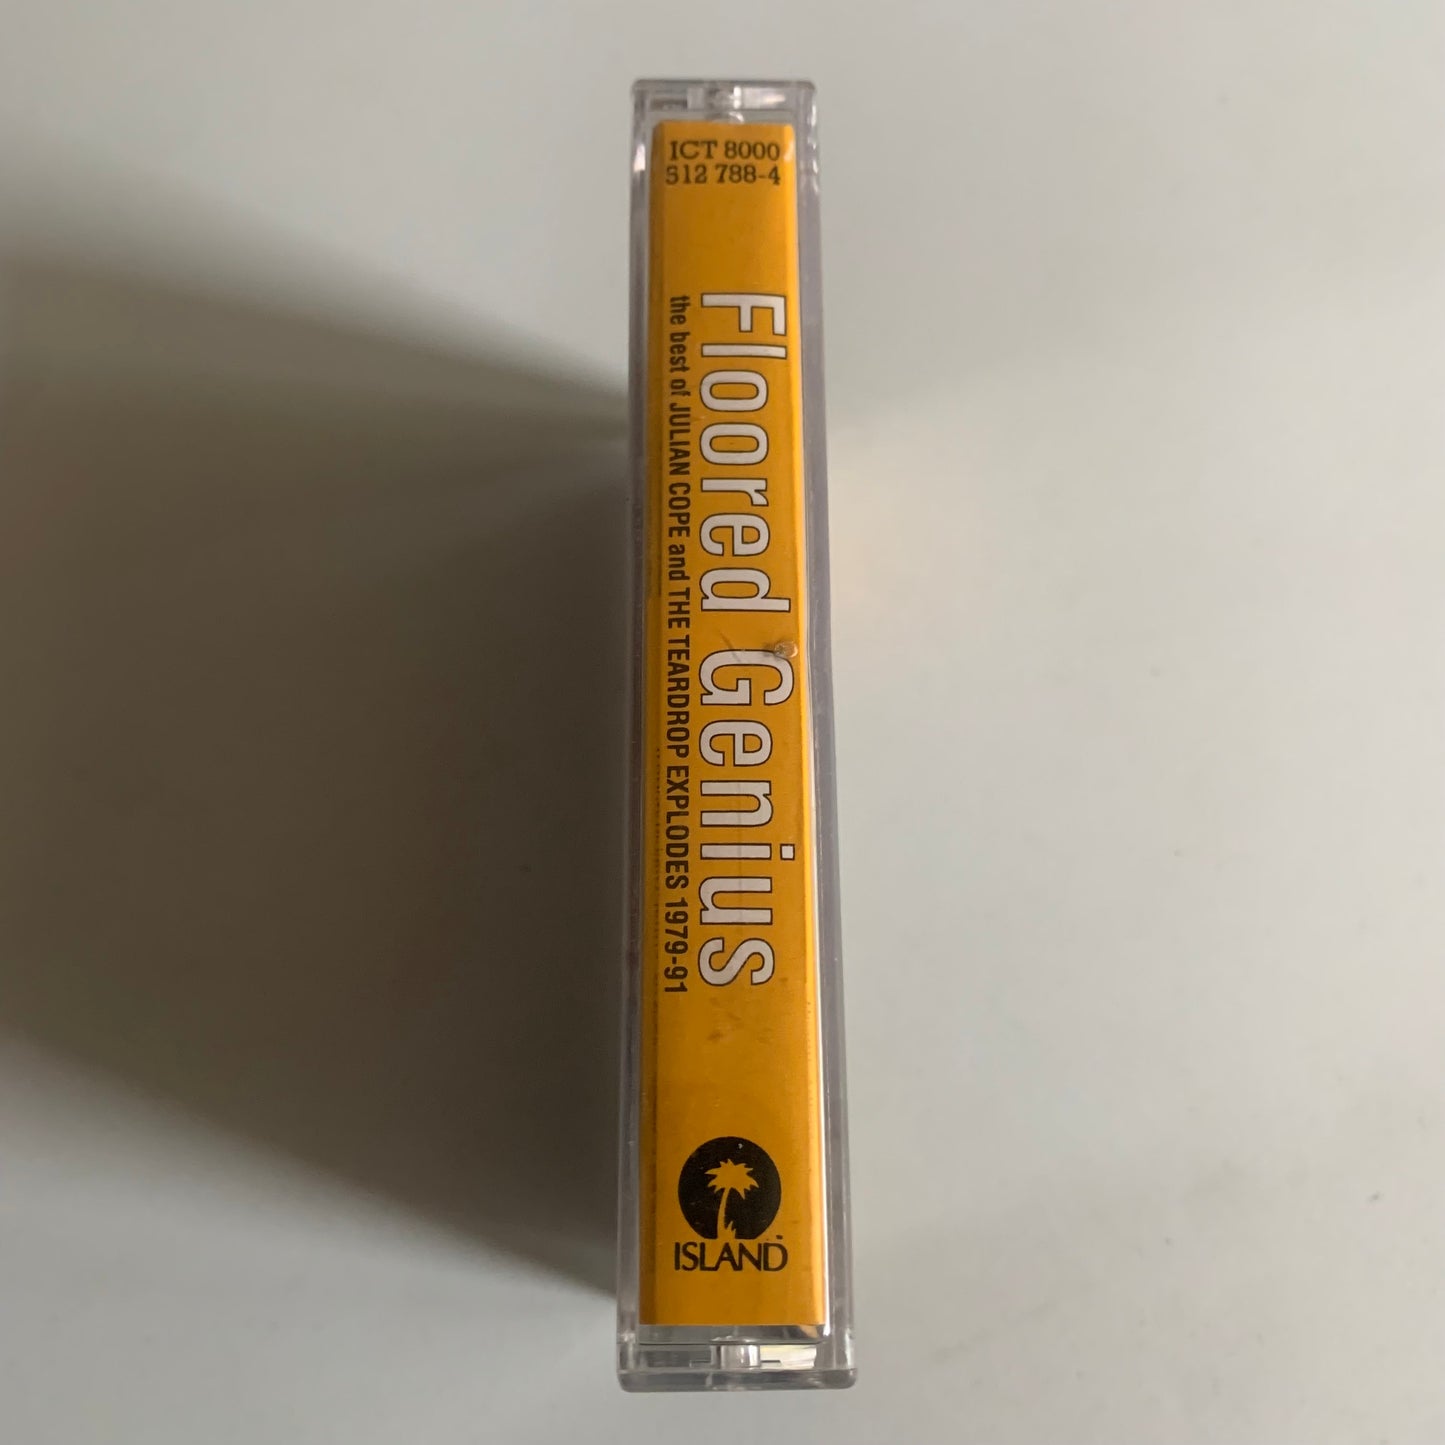 ICT 8000
512 788-4
Floored Genius
the best of JULIAN COPE and THE TEARDROP EXPLODES 1979-91
ISLAND